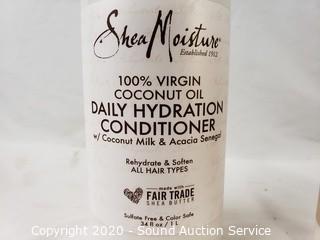 SheaMoisture
Established 1912
100% VIRGIN
COCONUT OIL
DAILY HYDRATION
CONDITIONER
w/ Coconut Milk & Acacia Senegal
Rehydrate & Soften
ALL HAIR TYPES
made with
FAIR TRADE
SHEA BUTTER
Sulfate Free & Color Safe
34 fl oz / 1 L
Copyright 2020 - Sound Auction Service